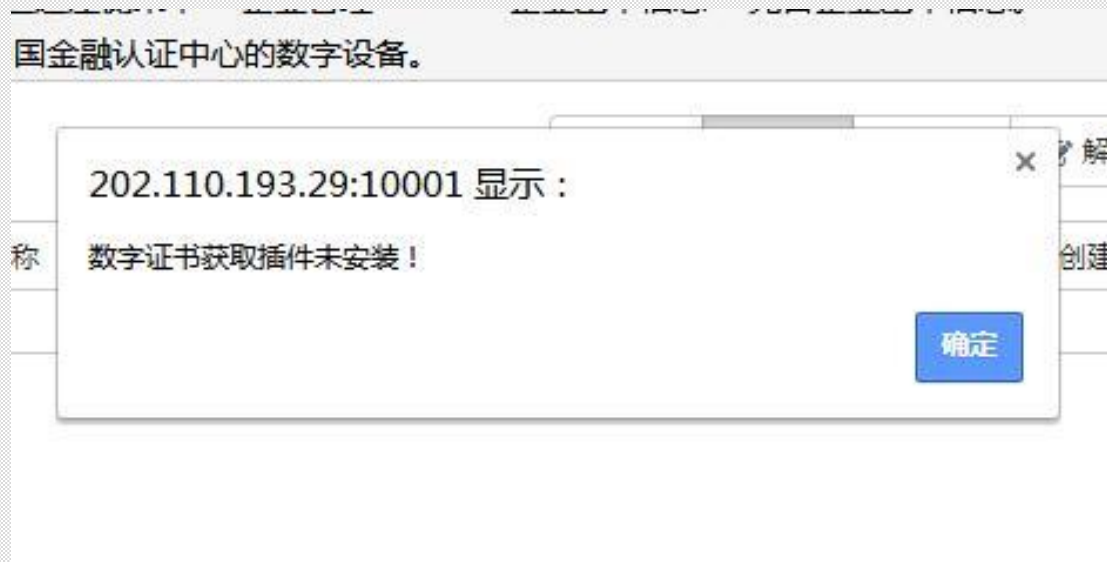 国金融认证中心的数字设备。
解
202.110.193.29:10001 显示：
称
数字证书获取插件未安装！
创建
确定